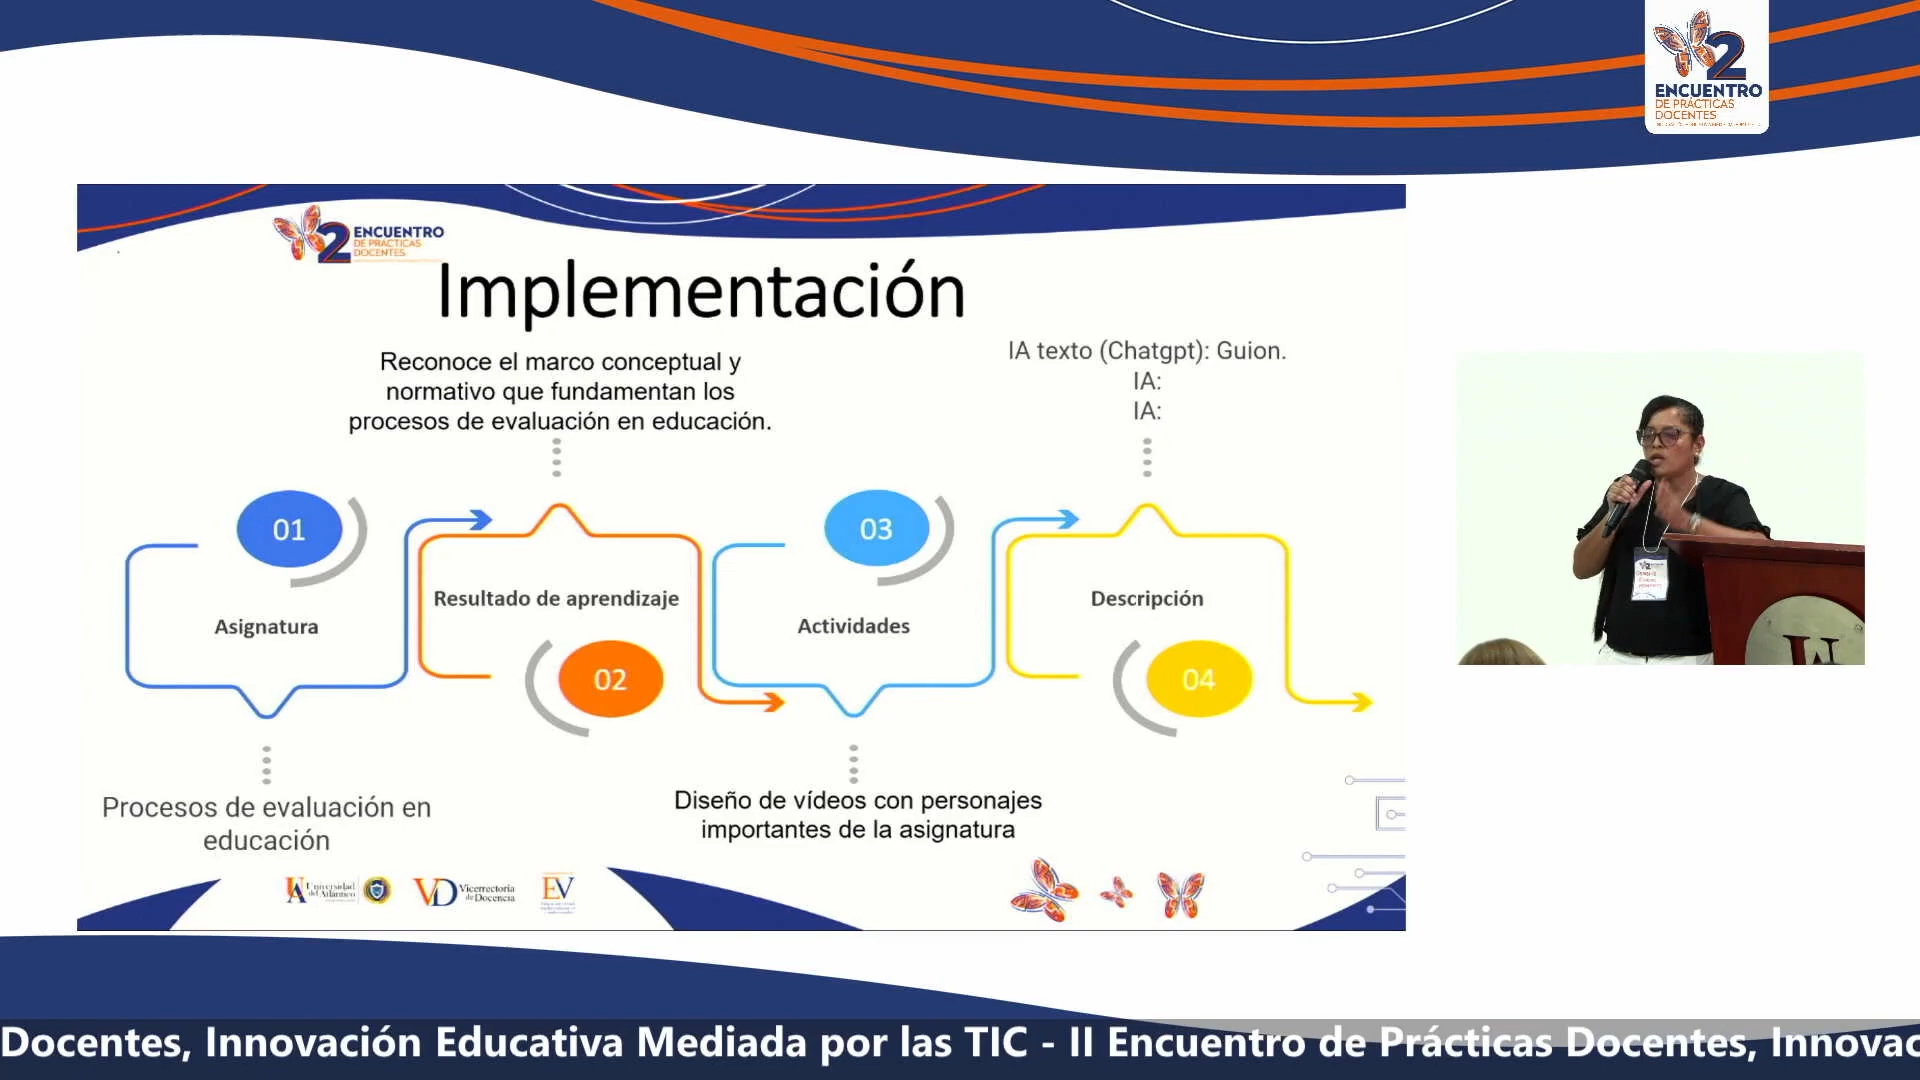 2
ENCUENTRO
DE PRÁCTICAS
DOCENTES
2
ENCUENTRO
DE PRÁCTICAS
DOCENTES
Implementación
Reconoce el marco conceptual y
normativo que fundamentan los
procesos de evaluación en educación.
IA texto (Chatgpt): Guion.
IA:
IA:
01
Asignatura
Procesos de evaluación en
educación
Resultado de aprendizaje
02
03
Actividades
Diseño de vídeos con personajes
importantes de la asignatura
Descripción
04
Universidad
del Atlántico
VD Vicerrectoría
de Docencia
EV
Docentes, Innovación Educativa Mediada por las TIC - II Encuentro de Prácticas Docentes, Innovac